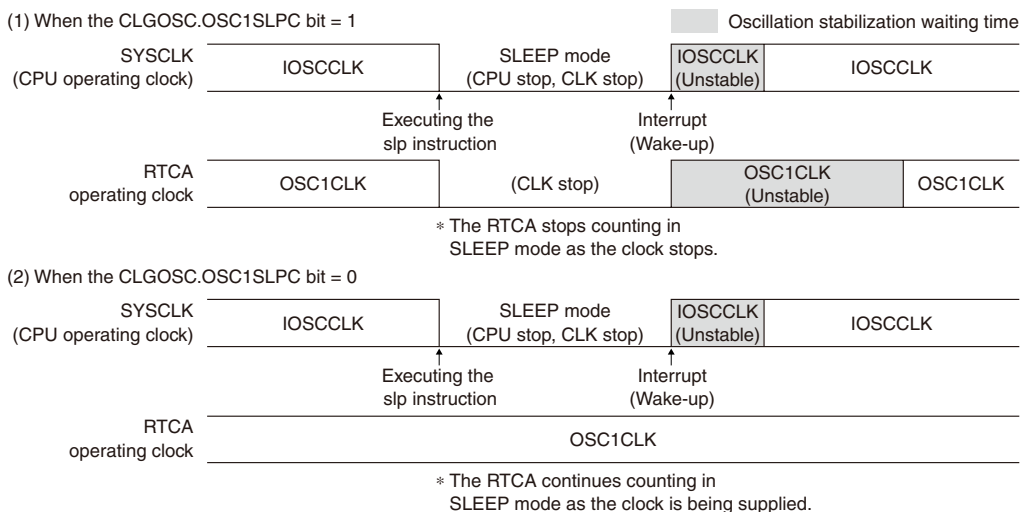 (1) When the CLGOSC.OSC1SLPC bit = 1
Oscillation stabilization waiting time
SYSCLK
(CPU operating clock)
IOSCCLK
SLEEP mode
(CPU stop, CLK stop)
IOSCCLK
(Unstable)
IOSCCLK
Executing the
slp instruction
Interrupt
(Wake-up)
RTCA
operating clock
OSC1CLK
(CLK stop)
OSC1CLK
(Unstable)
OSC1CLK
* The RTCA stops counting in
SLEEP mode as the clock stops.
(2) When the CLGOSC.OSC1SLPC bit = 0
SYSCLK
(CPU operating clock)
IOSCCLK
SLEEP mode
(CPU stop, CLK stop)
IOSCCLK
(Unstable)
IOSCCLK
Executing the
slp instruction
Interrupt
(Wake-up)
RTCA
operating clock
OSC1CLK
* The RTCA continues counting in
SLEEP mode as the clock is being supplied.